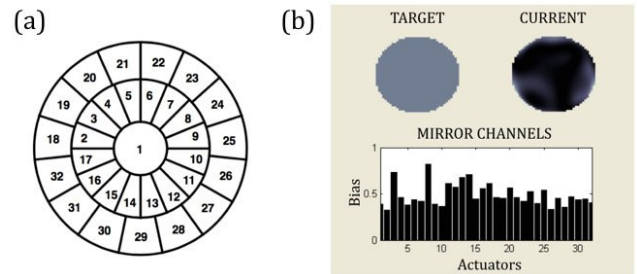 (a)
21 22
20 23
19 24
18 25
32 26
31 27
30 29 28
4 5 6 7
3 8
2 1 9
17 10
16 11
15 14 13 12
(b)
TARGET CURRENT
MIRROR CHANNELS
1
Bias
0.5
0
5 10 15 20 25 30
Actuators